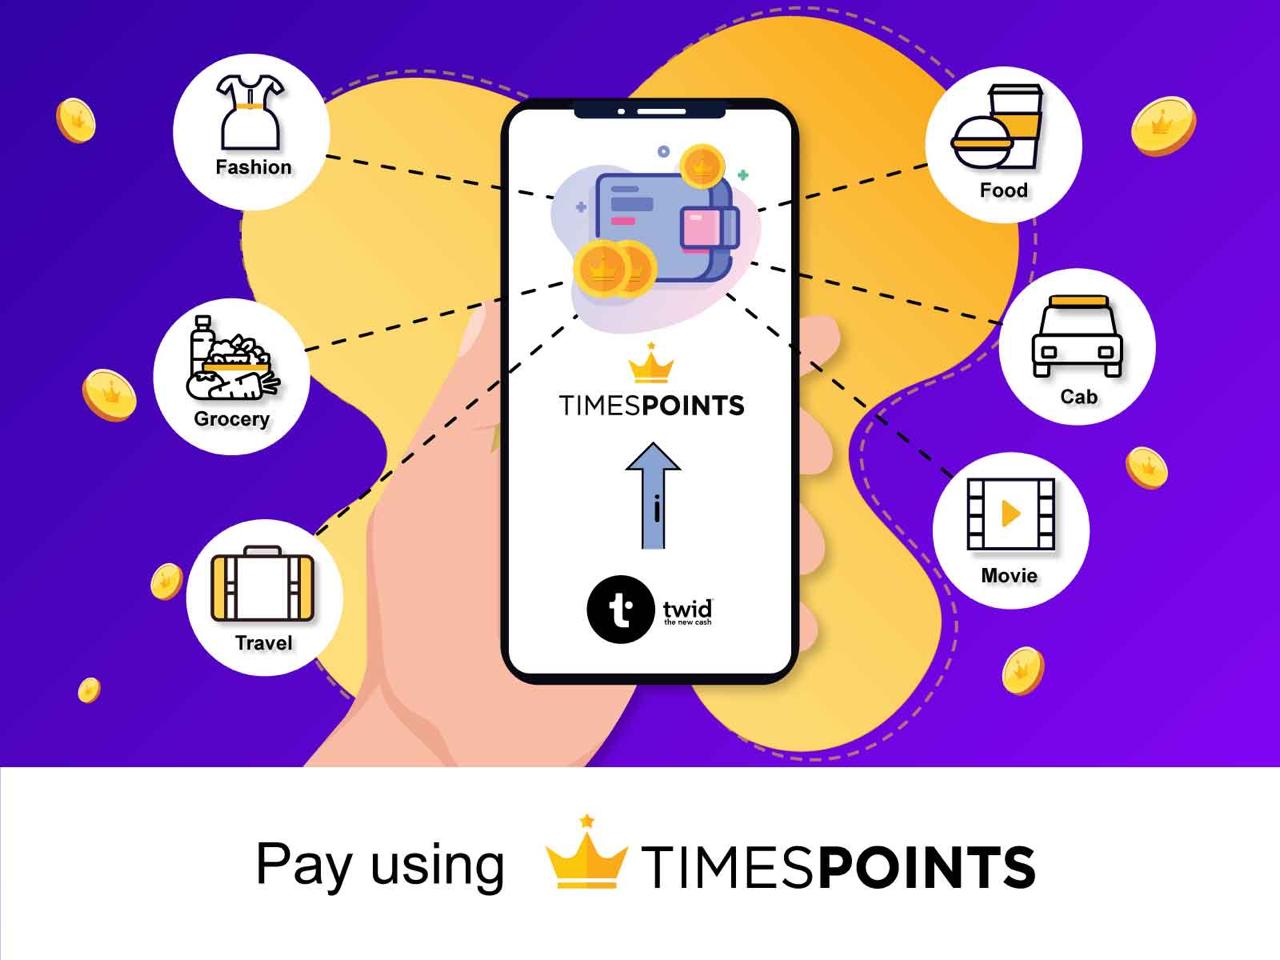 Fashion
Food
Grocery
Cab
TIMESPOINTS
i
Movie
t
twid
the new cash
Travel
Pay using TIMESPOINTS